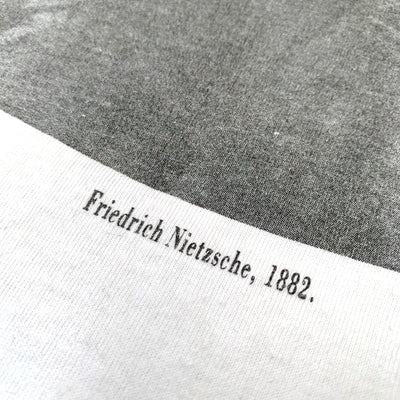 Friedrich Nietzsche, 1882.